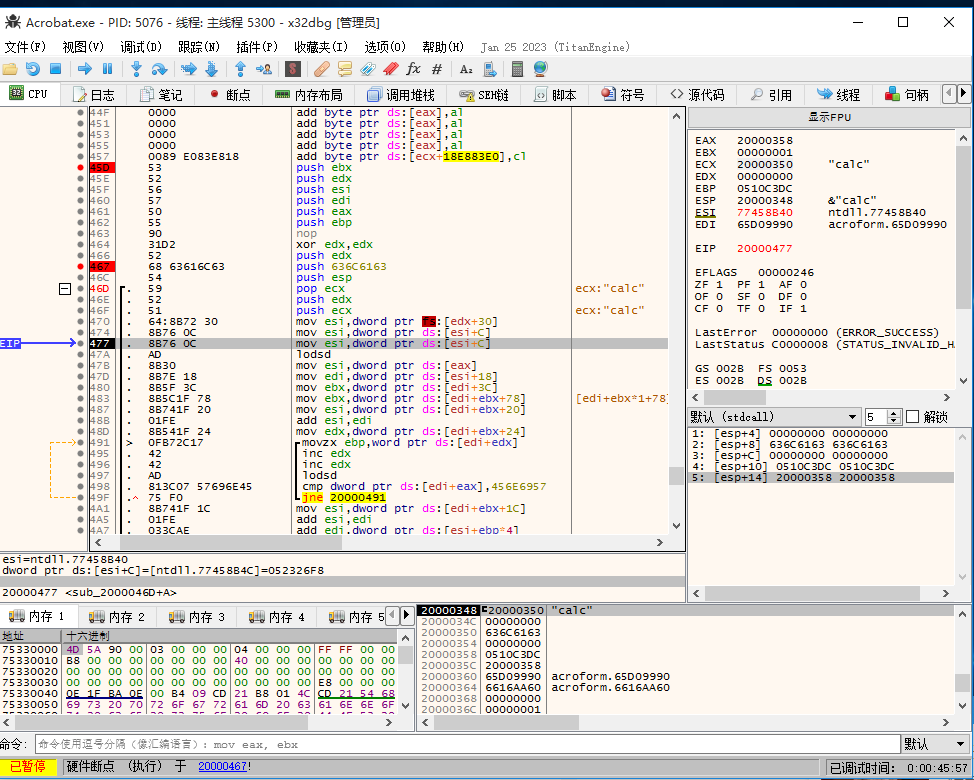 Acrobat.exe - PID: 5076 - 线程: 主线程 5300 - x32dbg [管理员]
文件(F) 视图(V) 调试(D) 跟踪(N) 插件(P) 收藏夹(I) 选项(O) 帮助(H) Jan 25 2023 (TitanEngine)
CPU 日志 笔记 断点 内存布局 调用堆栈 SEH链 脚本 符号 源代码 引用 线程 句柄
44F 0000 add byte ptr ds:[eax],al
451 0000 add byte ptr ds:[eax],al
453 0000 add byte ptr ds:[eax],al
455 0000 add byte ptr ds:[eax],al
457 0089 E083E818 add byte ptr ds:[ecx+18E883E0],cl
45D 53 push ebx
45E 52 push edx
45F 56 push esi
460 57 push edi
461 50 push eax
462 55 push ebp
463 90 nop
464 31D2 xor edx,edx
466 52 push edx
467 68 63616C63 push 636C6163
46C 54 push esp
46D . 59 pop ecx ecx:"calc"
46E . 52 push edx
46F . 51 push ecx ecx:"calc"
470 . 64:8B72 30 mov esi,dword ptr fs:[edx+30]
474 . 8B76 0C mov esi,dword ptr ds:[esi+C]
EIP 477 . 8B76 0C mov esi,dword ptr ds:[esi+C]
47A . AD lodsd
47B . 8B30 mov esi,dword ptr ds:[eax]
47D . 8B7E 18 mov edi,dword ptr ds:[esi+18]
480 . 8B5F 3C mov ebx,dword ptr ds:[edi+3C]
483 . 8B5C1F 78 mov ebx,dword ptr ds:[edi+ebx+78] [edi+ebx*1+78]
487 . 8B741F 20 mov esi,dword ptr ds:[edi+ebx+20]
48B . 01FE add esi,edi
48D . 8B541F 24 mov edx,dword ptr ds:[edi+ebx+24]
491 > 0FB72C17 movzx ebp,word ptr ds:[edi+edx]
495 . 42 inc edx
496 . 42 inc edx
497 . AD lodsd
498 . 813C07 57696E45 cmp dword ptr ds:[edi+eax],456E6957
49F .^ 75 F0 jne 20000491
4A1 . 8B741F 1C mov esi,dword ptr ds:[edi+ebx+1C]
4A5 . 01FE add esi,edi
4A7 . 033CAE add edi,dword ptr ds:[esi+ebp*4]
esi=ntdll.77458B40
dword ptr ds:[esi+C]=[ntdll.77458B4C]=052326F8
20000477 <sub_2000046D+A>
显示FPU
EAX 20000358
EBX 00000001
ECX 20000350 "calc"
EDX 00000000
EBP 0510C3DC
ESP 20000348 &"calc"
ESI 77458B40 ntdll.77458B40
EDI 65D09990 acroform.65D09990
EIP 20000477
EFLAGS 00000246
ZF 1 PF 1 AF 0
OF 0 SF 0 DF 0
CF 0 TF 0 IF 1
LastError 00000000 (ERROR_SUCCESS)
LastStatus C0000008 (STATUS_INVALID_H
GS 002B FS 0053
ES 002B DS 002B
默认 (stdcall) 5 解锁
1: [esp+4] 00000000 00000000
2: [esp+8] 636C6163 636C6163
3: [esp+C] 00000000 00000000
4: [esp+10] 0510C3DC 0510C3DC
5: [esp+14] 20000358 20000358
内存 1 内存 2 内存 3 内存 4 内存 5
地址 十六进制
75330000 4D 5A 90 00 03 00 00 00 04 00 00 00 FF FF 00 00
75330010 B8 00 00 00 00 00 00 00 40 00 00 00 00 00 00 00
75330020 00 00 00 00 00 00 00 00 00 00 00 00 00 00 00 00
75330030 00 00 00 00 00 00 00 00 00 00 00 00 E8 00 00 00
75330040 0E 1F BA 0E 00 B4 09 CD 21 B8 01 4C CD 21 54 68
75330050 69 73 20 70 72 6F 67 72 61 6D 20 63 61 6E 6E 6F
20000348 20000350 "calc"
2000034C 00000000
20000350 636C6163
20000354 00000000
20000358 0510C3DC
2000035C 20000358
20000360 65D09990 acroform.65D09990
20000364 6616AA60 acroform.6616AA60
20000368 00000000
2000036C 00000001
命令: 命令使用逗号分隔（像汇编语言）: mov eax, ebx 默认
已暂停 硬件断点 （执行） 于 20000467! 已调试时间: 0:00:45:57